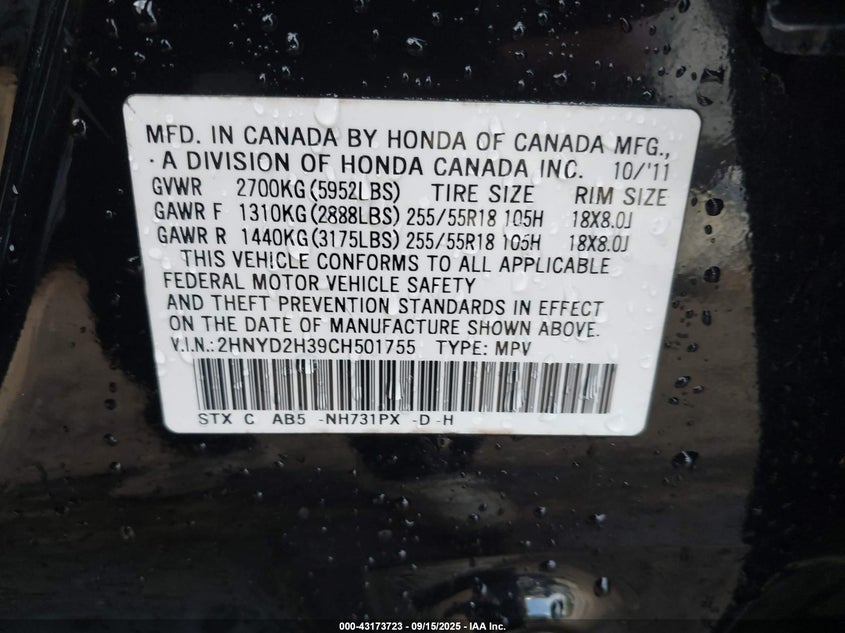 MFD. IN CANADA BY HONDA OF CANADA MFG.,
· A DIVISION OF HONDA CANADA INC. 10/'11
GVWR 2700KG (5952LBS) TIRE SIZE RIM SIZE
GAWR F 1310KG (2888LBS) 255/55R18 105H 18X8.0J
GAWR R 1440KG (3175LBS) 255/55R18 105H 18X8.0J
THIS VEHICLE CONFORMS TO ALL APPLICABLE
FEDERAL MOTOR VEHICLE SAFETY
AND THEFT PREVENTION STANDARDS IN EFFECT
ON THE DATE OF MANUFACTURE SHOWN ABOVE.
V.I.N.: 2HNYD2H39CH501755 TYPE: MPV
STX C AB5 -NH731PX -D -H
000-43173723 - 09/15/2025 - IAA Inc.